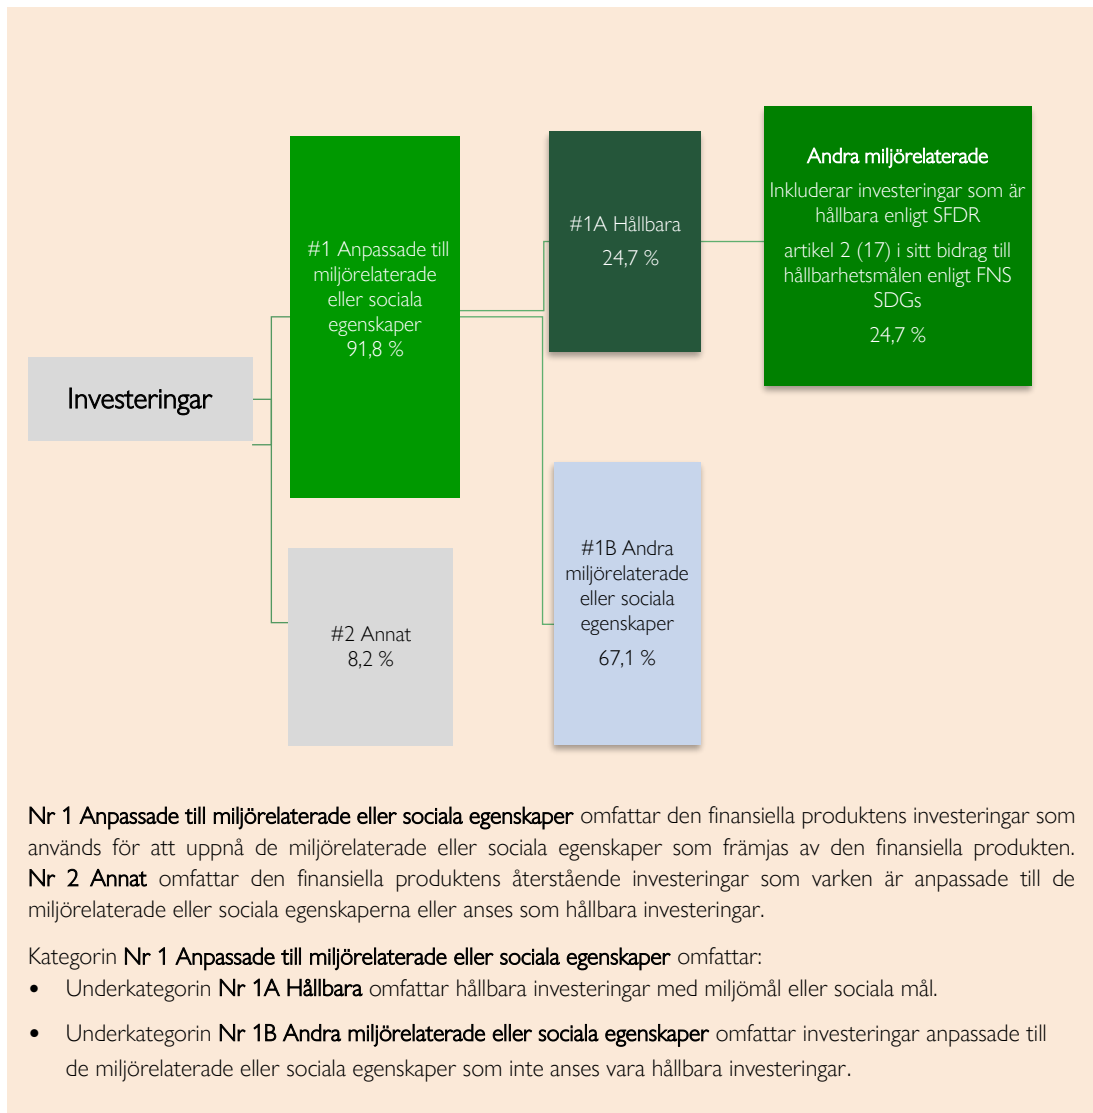 Investeringar
#1 Anpassade till
miljörelaterade
eller sociala
egenskaper
91,8 %
#2 Annat
8,2 %
#1A Hållbara
24,7 %
#1B Andra
miljörelaterade
eller sociala
egenskaper
67,1 %
Andra miljörelaterade
Inkluderar investeringar som är
hållbara enligt SFDR
artikel 2 (17) i sitt bidrag till
hållbarhetsmålen enligt FNS
SDGs
24,7 %
Nr 1 Anpassade till miljörelaterade eller sociala egenskaper omfattar den finansiella produktens investeringar som
används för att uppnå de miljörelaterade eller sociala egenskaper som främjas av den finansiella produkten.
Nr 2 Annat omfattar den finansiella produktens återstående investeringar som varken är anpassade till de
miljörelaterade eller sociala egenskaperna eller anses som hållbara investeringar.
Kategorin Nr 1 Anpassade till miljörelaterade eller sociala egenskaper omfattar:
• Underkategorin Nr 1A Hållbara omfattar hållbara investeringar med miljömål eller sociala mål.
• Underkategorin Nr 1B Andra miljörelaterade eller sociala egenskaper omfattar investeringar anpassade till
de miljörelaterade eller sociala egenskaper som inte anses vara hållbara investeringar.